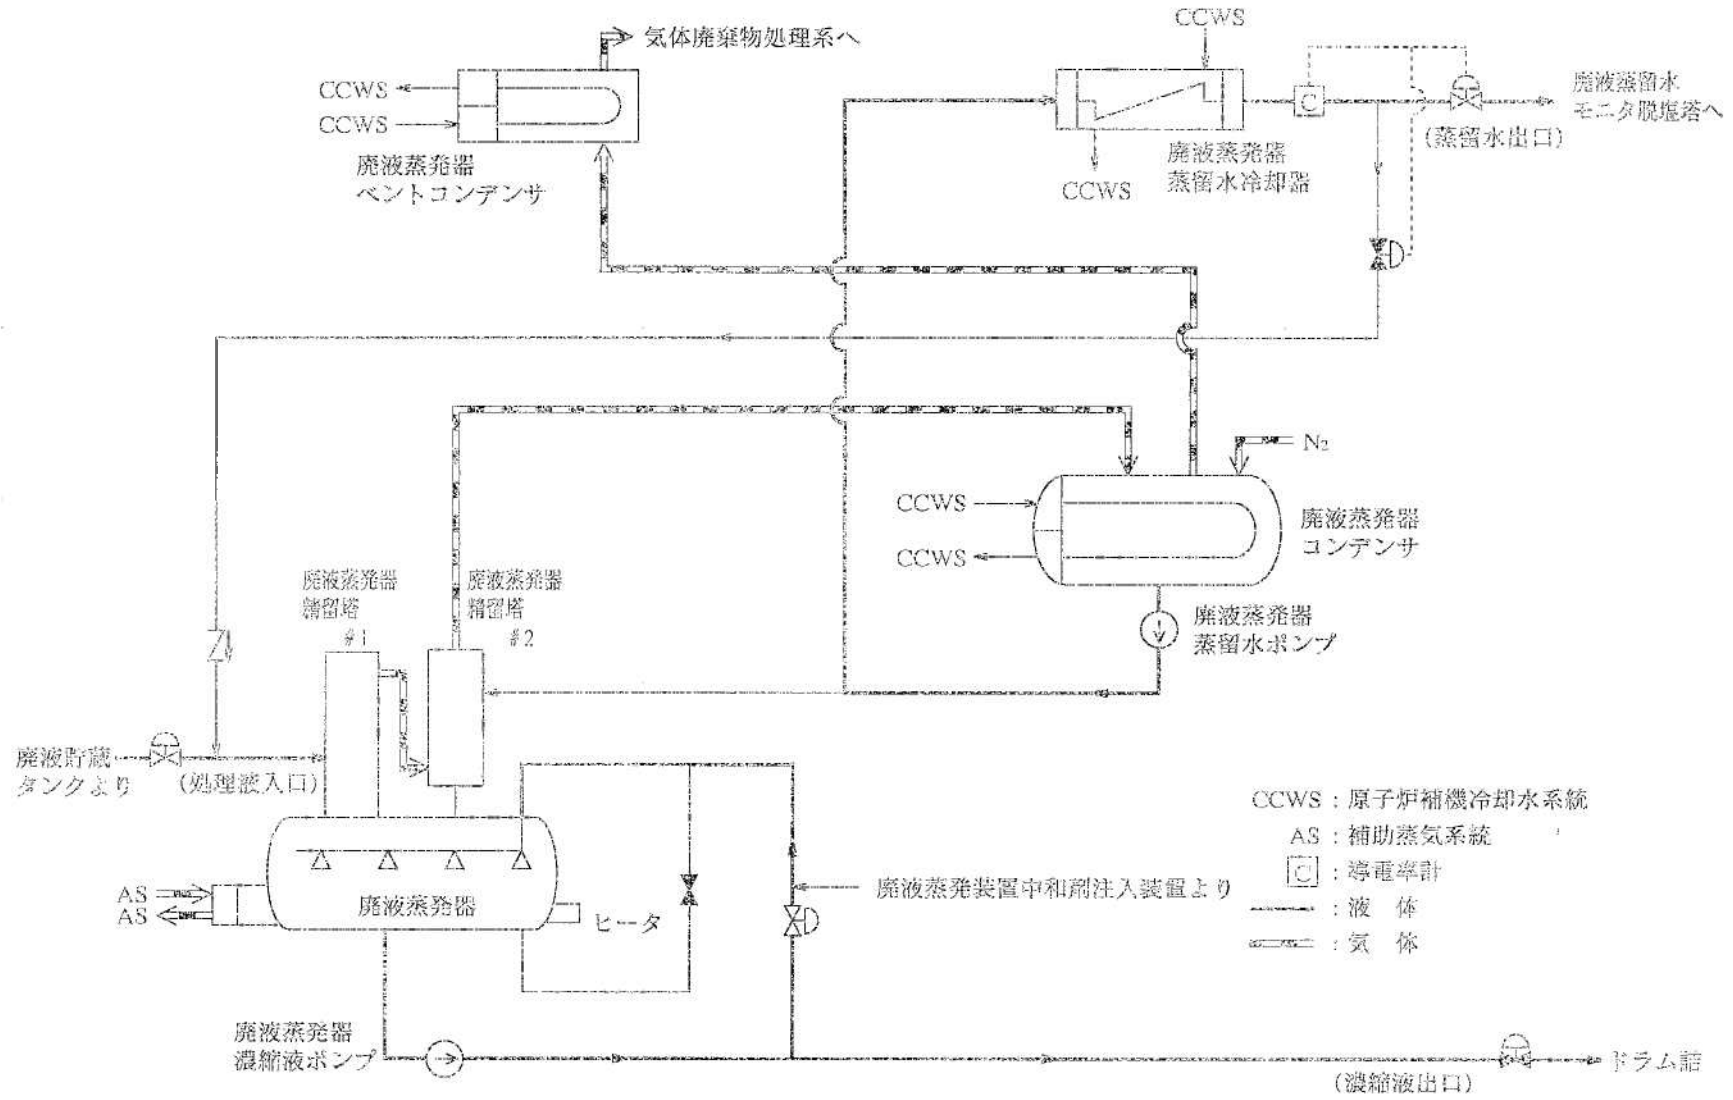 CCWS
気体廃棄物処理系へ
CCWS
CCWS
廃液蒸発器
ベントコンデンサ
C
廃液蒸留水
モニタ脱塩塔へ
(蒸留水出口)
廃液蒸発器
蒸留水冷却器
CCWS
N₂
CCWS
CCWS
廃液蒸発器
コンデンサ
廃液蒸発器
精留塔
#1
廃液蒸発器
精留塔
#2
廃液蒸発器
蒸留水ポンプ
廃液貯蔵
タンクより
(処理液入口)
AS
AS
廃液蒸発器
ヒータ
廃液蒸発装置中和剤注入装置より
CCWS : 原子炉補機冷却水系統
AS : 補助蒸気系統
C : 導電率計
: 液 体
: 気 体
廃液蒸発器
濃縮液ポンプ
(濃縮液出口)
ドラム詰